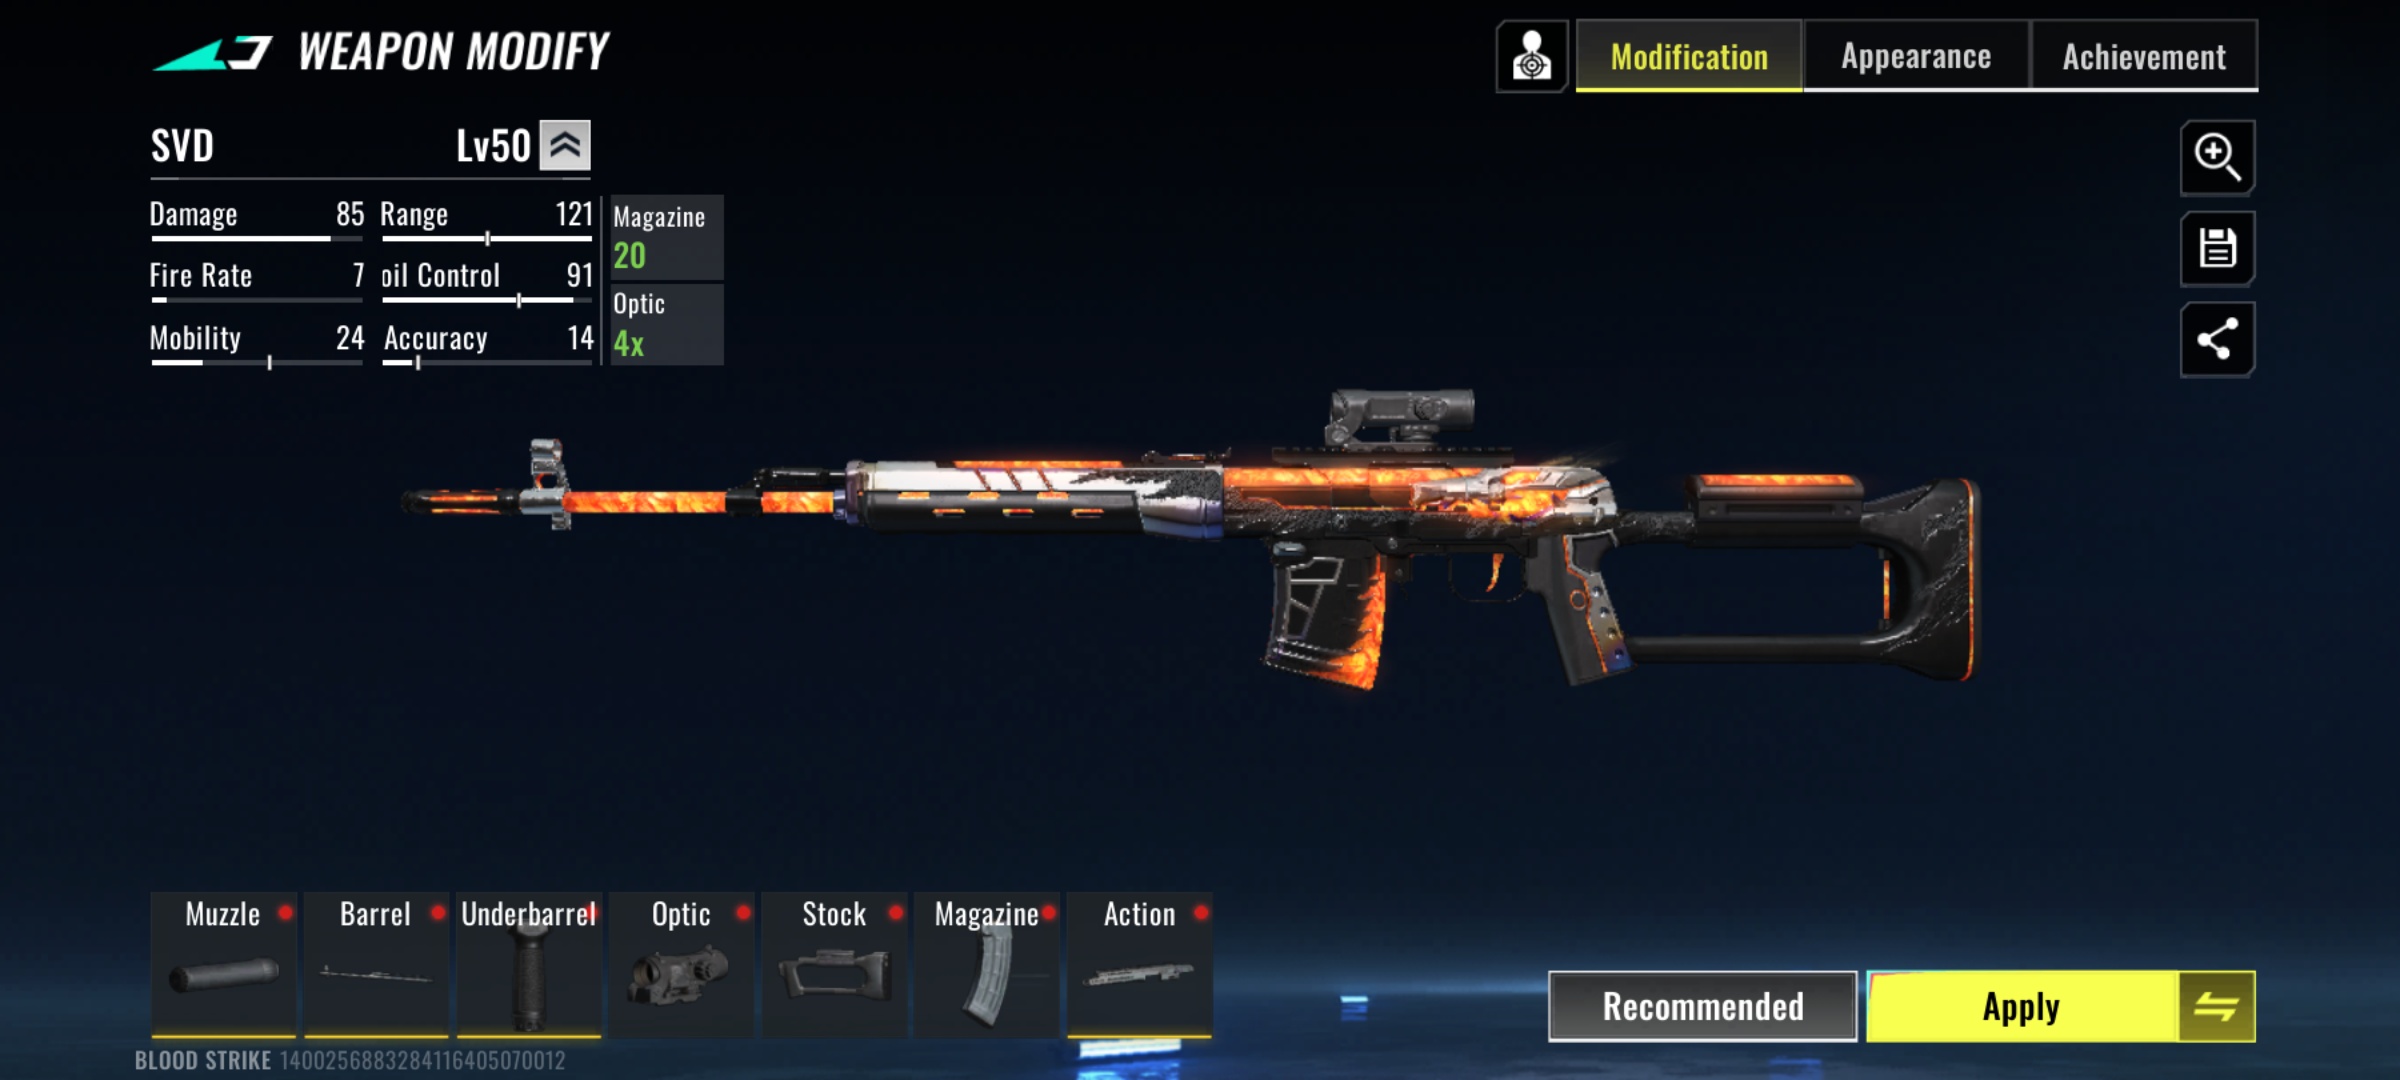 WEAPON MODIFY
Modification
Appearance
Achievement
SVD
Lv50
Damage 85
Range 121
Magazine
20
Fire Rate 7
oil Control 91
Optic
4x
Mobility 24
Accuracy 14
Muzzle
Barrel
Underbarrel
Optic
Stock
Magazine
Action
Recommended
Apply
BLOOD STRIKE 1400256883284116405070012